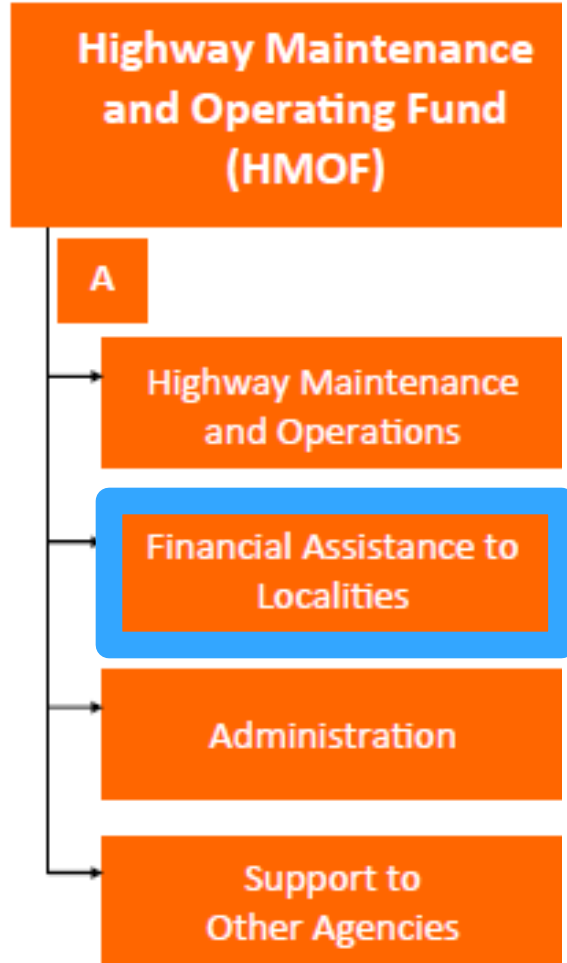 Highway Maintenance
and Operating Fund
(HMOF)
A
Highway Maintenance
and Operations
Financial Assistance to
Localities
Administration
Support to
Other Agencies